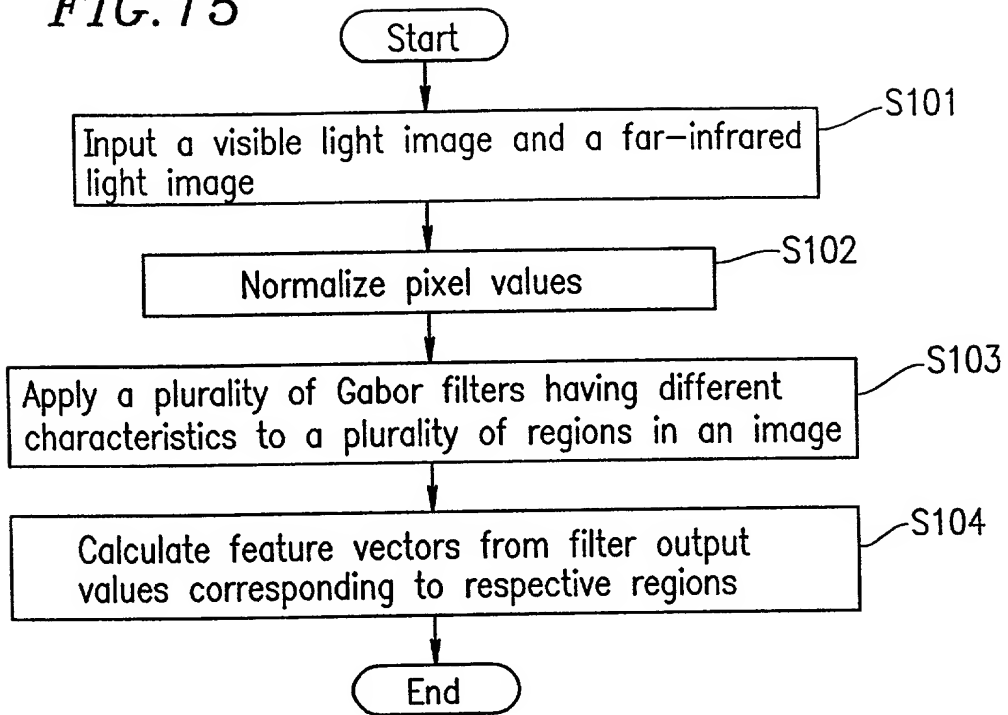 FIG. 15
Start
S101
Input a visible light image and a far-infrared
light image
S102
Normalize pixel values
S103
Apply a plurality of Gabor filters having different
characteristics to a plurality of regions in an image
S104
Calculate feature vectors from filter output
values corresponding to respective regions
End